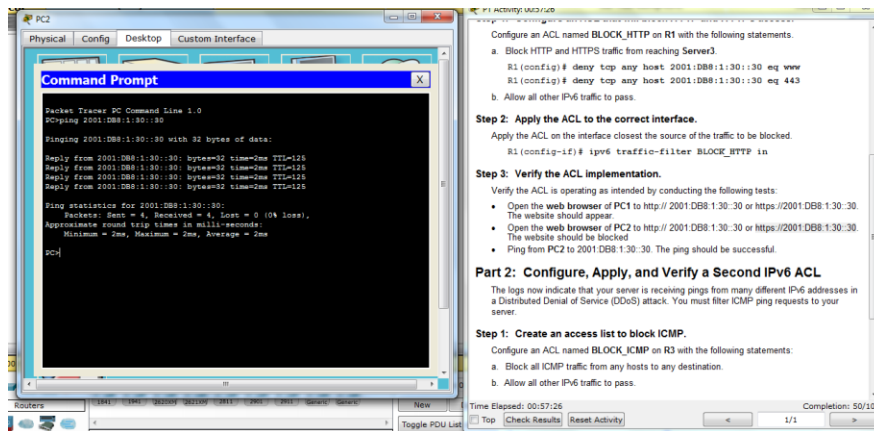 PC2
Physical Config Desktop Custom Interface
Command Prompt
X
Packet Tracer PC Command Line 1.0
PC>ping 2001:DB8:1:30::30
Pinging 2001:DB8:1:30::30 with 32 bytes of data:
Reply from 2001:DB8:1:30::30: bytes=32 time=2ms TTL=125
Reply from 2001:DB8:1:30::30: bytes=32 time=2ms TTL=125
Reply from 2001:DB8:1:30::30: bytes=32 time=2ms TTL=125
Reply from 2001:DB8:1:30::30: bytes=32 time=2ms TTL=125
Ping statistics for 2001:DB8:1:30::30:
Packets: Sent = 4, Received = 4, Lost = 0 (0% loss),
Approximate round trip times in milli-seconds:
Minimum = 2ms, Maximum = 2ms, Average = 2ms
PC>
Routers
1841 1941 2620XM 2621XM 2811 2901 2911 Generic Generic
New
Toggle PDU List
PT Activity: 00:57:26
Configure an ACL named BLOCK_HTTP on R1 with the following statements.
a. Block HTTP and HTTPS traffic from reaching Server3.
R1(config)# deny tcp any host 2001:DB8:1:30::30 eq www
R1(config)# deny tcp any host 2001:DB8:1:30::30 eq 443
b. Allow all other IPv6 traffic to pass.
Step 2: Apply the ACL to the correct interface.
Apply the ACL on the interface closest the source of the traffic to be blocked.
R1(config-if)# ipv6 traffic-filter BLOCK_HTTP in
Step 3: Verify the ACL implementation.
Verify the ACL is operating as intended by conducting the following tests:
• Open the web browser of PC1 to http:// 2001:DB8:1:30::30 or https://2001:DB8:1:30::30.
The website should appear.
• Open the web browser of PC2 to http:// 2001:DB8:1:30::30 or https://2001:DB8:1:30::30.
The website should be blocked
• Ping from PC2 to 2001:DB8:1:30::30. The ping should be successful.
Part 2: Configure, Apply, and Verify a Second IPv6 ACL
The logs now indicate that your server is receiving pings from many different IPv6 addresses in
a Distributed Denial of Service (DDoS) attack. You must filter ICMP ping requests to your
server.
Step 1: Create an access list to block ICMP.
Configure an ACL named BLOCK_ICMP on R3 with the following statements:
a. Block all ICMP traffic from any hosts to any destination.
b. Allow all other IPv6 traffic to pass.
Time Elapsed: 00:57:26 Completion: 50/10
Top Check Results Reset Activity < 1/1 >